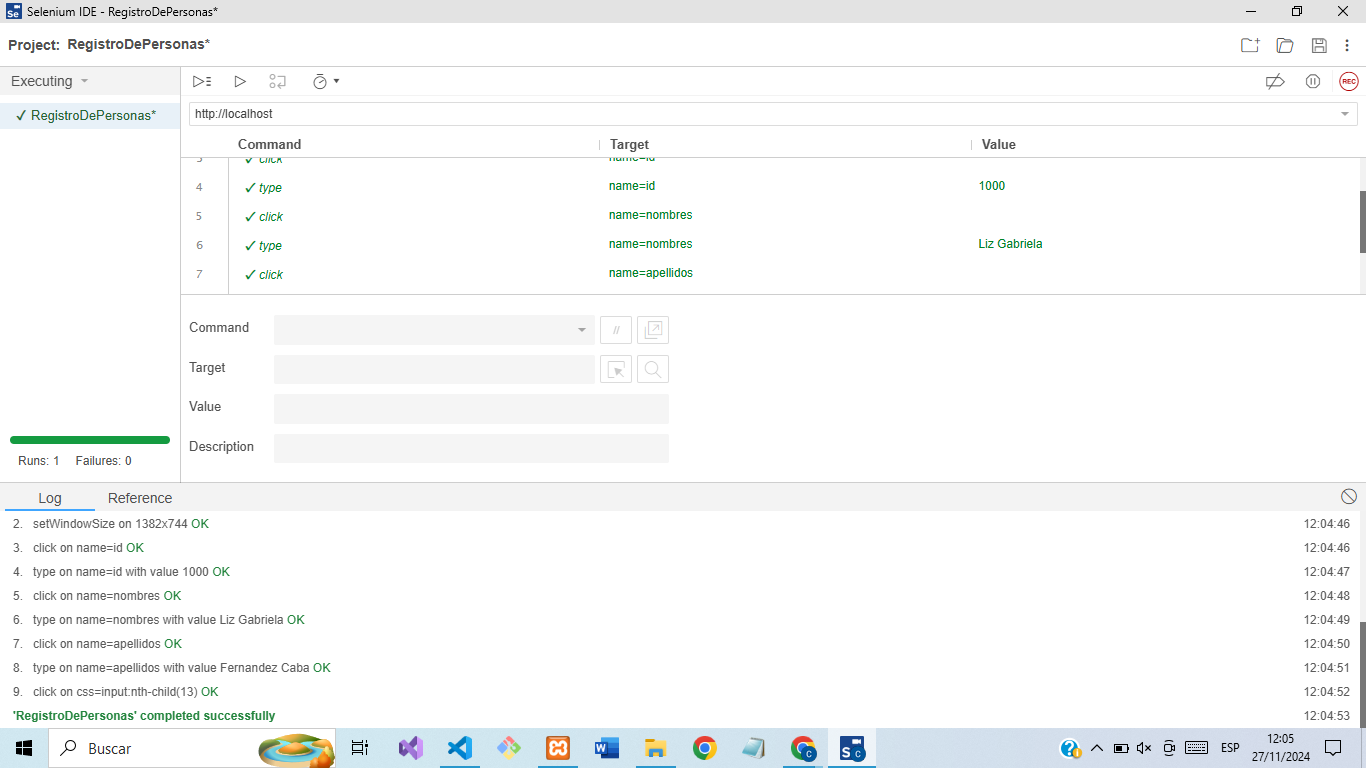 Selenium IDE - RegistroDePersonas*
Project: RegistroDePersonas*
Executing
✓ RegistroDePersonas*
REC
http://localhost
Command Target Value
3 ✓ click name=id
4 ✓ type name=id 1000
5 ✓ click name=nombres
6 ✓ type name=nombres Liz Gabriela
7 ✓ click name=apellidos
Command //
Target
Value
Description
Runs: 1 Failures: 0
Log Reference
2. setWindowSize on 1382x744 OK 12:04:46
3. click on name=id OK 12:04:46
4. type on name=id with value 1000 OK 12:04:47
5. click on name=nombres OK 12:04:48
6. type on name=nombres with value Liz Gabriela OK 12:04:49
7. click on name=apellidos OK 12:04:50
8. type on name=apellidos with value Fernandez Caba OK 12:04:51
9. click on css=input:nth-child(13) OK 12:04:52
'RegistroDePersonas' completed successfully 12:04:53
Buscar
ESP
12:05
27/11/2024